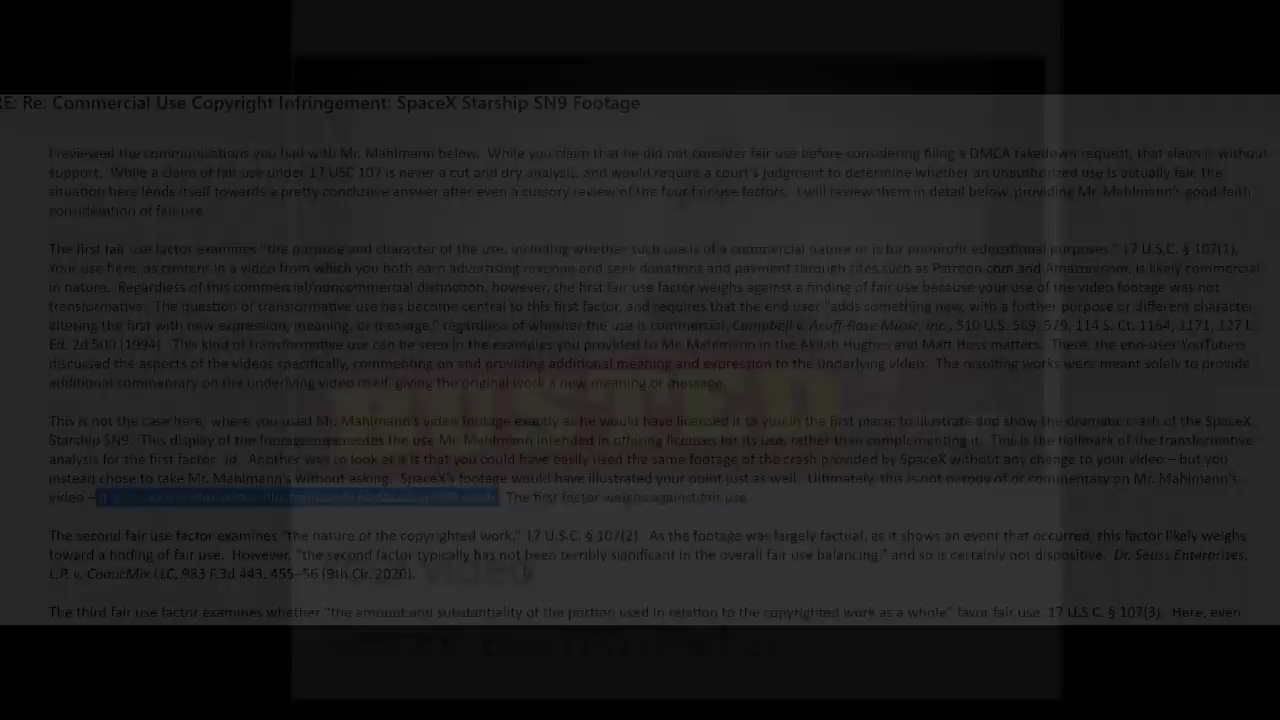 RE: Re: Commercial Use Copyright Infringement: SpaceX Starship SN9 Footage
I reviewed the communications you had with Mr. Mahlmann below. While you claim that he did not consider fair use before considering filing a DMCA takedown request, that claim is without
support. While a claim of fair use under 17 USC 107 is never a cut and dry analysis, and would require a court's judgment to determine whether an unauthorized use is actually fair, the
situation here lends itself towards a pretty conclusive answer after even a cursory review of the four fair use factors. I will review them in detail below, providing Mr. Mahlmann's good faith
consideration of fair use.
The first fair use factor examines "the purpose and character of the use, including whether such use is of a commercial nature or is for nonprofit educational purposes." 17 U.S.C. § 107(1).
Your use here, as content in a video from which you both earn advertising revenue and seek donations and payment through sites such as Patreon.com and Amazon.com, is likely commercial
in nature. Regardless of this commercial/noncommercial distinction, however, the first fair use factor weighs against a finding of fair use because your use of the video footage was not
transformative. The question of transformative use has become central to this first factor, and requires that the end user "adds something new, with a further purpose or different character,
altering the first with new expression, meaning, or message," regardless of whether the use is commercial. Campbell v. Acuff-Rose Music, Inc., 510 U.S. 569, 579, 114 S. Ct. 1164, 1171, 127 L.
Ed. 2d 500 (1994). This kind of transformative use can be seen in the examples you provided to Mr. Mahlmann in the Akilah Hughes and Matt Hoss matters. There, the end-user YouTubers
discussed the aspects of the videos specifically, commenting on and providing additional meaning and expression to the underlying video. The resulting works were meant solely to provide
additional commentary on the underlying video itself, giving the original work a new meaning or message.
This is not the case here, where you used Mr. Mahlmann's video footage exactly as he would have licensed it to you in the first place, to illustrate and show the dramatic crash of the SpaceX
Starship SN9. This display of the footage supersedes the use Mr. Mahlmann intended in offering licenses for its use, rather than complementing it. This is the hallmark of the transformative
analysis for the first factor. Id. Another way to look at it is that you could have easily used the same footage of the crash provided by SpaceX without any change to your video – but you
instead chose to take Mr. Mahlmann's without asking. SpaceX's footage would have illustrated your point just as well. Ultimately, this is not parody of or commentary on Mr. Mahlmann's
video – The first factor weighs against fair use.
The second fair use factor examines "the nature of the copyrighted work." 17 U.S.C. § 107(2). As the footage was largely factual, as it shows an event that occurred, this factor likely weighs
toward a finding of fair use. However, "the second factor typically has not been terribly significant in the overall fair use balancing," and so is certainly not dispositive. Dr. Seuss Enterprises,
L.P. v. ComicMix LLC, 983 F.3d 443, 455–56 (9th Cir. 2020).
video
The third fair use factor examines whether "the amount and substantiality of the portion used in relation to the copyrighted work as a whole" favor fair use. 17 U.S.C. § 107(3). Here, even